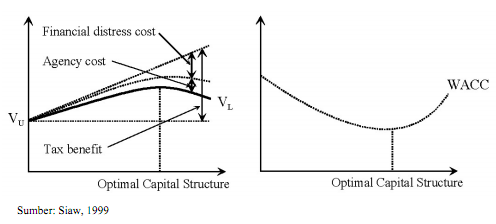 Financial distress cost
Agency cost
V_U
V_L
Tax benefit
Optimal Capital Structure
WACC
Optimal Capital Structure
Sumber: Siaw, 1999